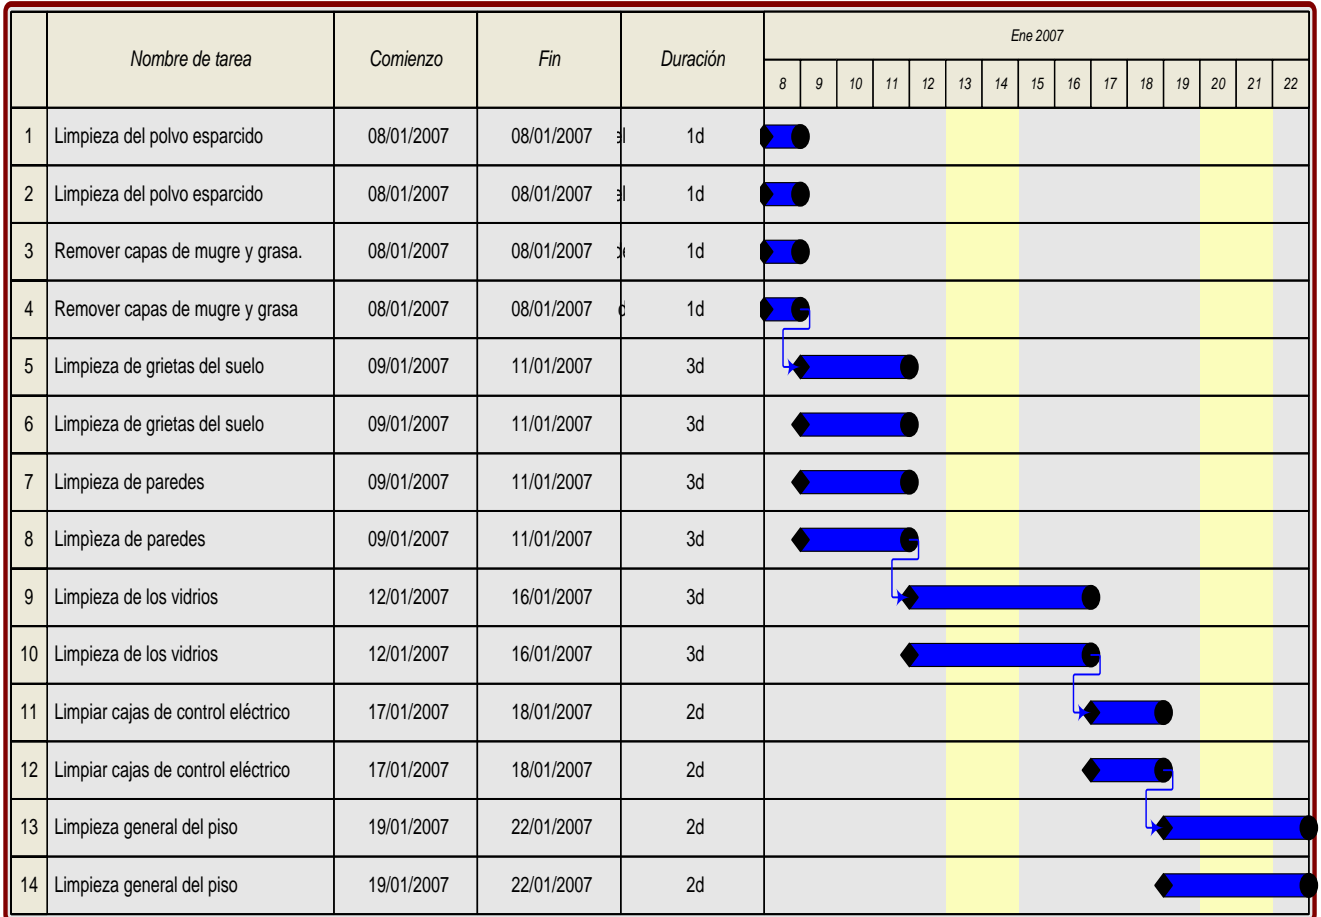 Nombre de tarea Comienzo Fin Duración Ene 2007
8 9 10 11 12 13 14 15 16 17 18 19 20 21 22
1 Limpieza del polvo esparcido 08/01/2007 08/01/2007 1d
2 Limpieza del polvo esparcido 08/01/2007 08/01/2007 1d
3 Remover capas de mugre y grasa. 08/01/2007 08/01/2007 1d
4 Remover capas de mugre y grasa 08/01/2007 08/01/2007 1d
5 Limpieza de grietas del suelo 09/01/2007 11/01/2007 3d
6 Limpieza de grietas del suelo 09/01/2007 11/01/2007 3d
7 Limpieza de paredes 09/01/2007 11/01/2007 3d
8 Limpìeza de paredes 09/01/2007 11/01/2007 3d
9 Limpieza de los vidrios 12/01/2007 16/01/2007 3d
10 Limpieza de los vidrios 12/01/2007 16/01/2007 3d
11 Limpiar cajas de control eléctrico 17/01/2007 18/01/2007 2d
12 Limpiar cajas de control eléctrico 17/01/2007 18/01/2007 2d
13 Limpieza general del piso 19/01/2007 22/01/2007 2d
14 Limpieza general del piso 19/01/2007 22/01/2007 2d